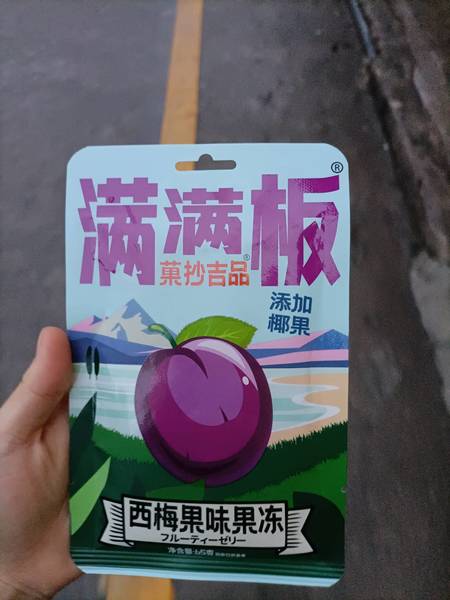 满满板®
菓抄吉品®
添加
椰果
西梅果味果冻
フルーティーゼリー